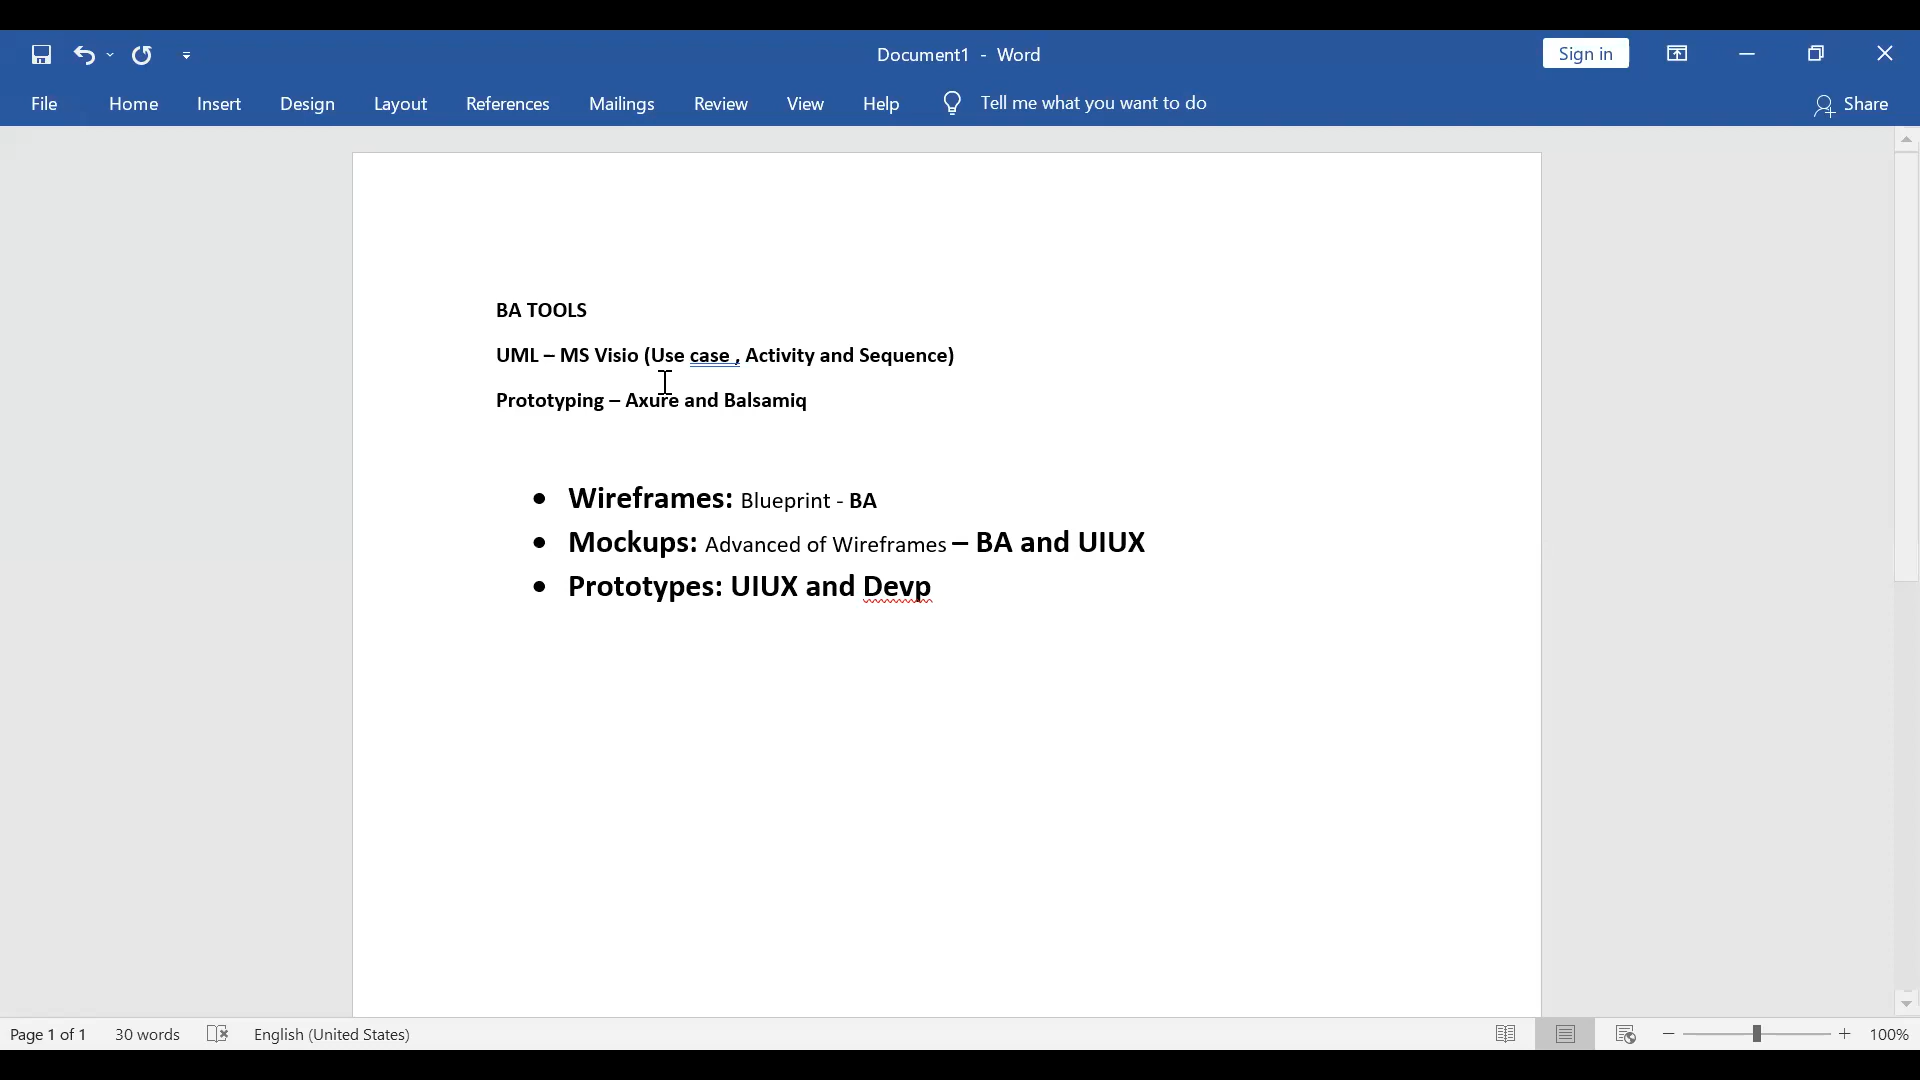 Document1 - Word
Sign in
File Home Insert Design Layout References Mailings Review View Help Tell me what you want to do Share
BA TOOLS
UML – MS Visio (Use case , Activity and Sequence)
Prototyping – Axure and Balsamiq
• Wireframes: Blueprint - BA
• Mockups: Advanced of Wireframes – BA and UIUX
• Prototypes: UIUX and Devp
Page 1 of 1 30 words English (United States) 100%